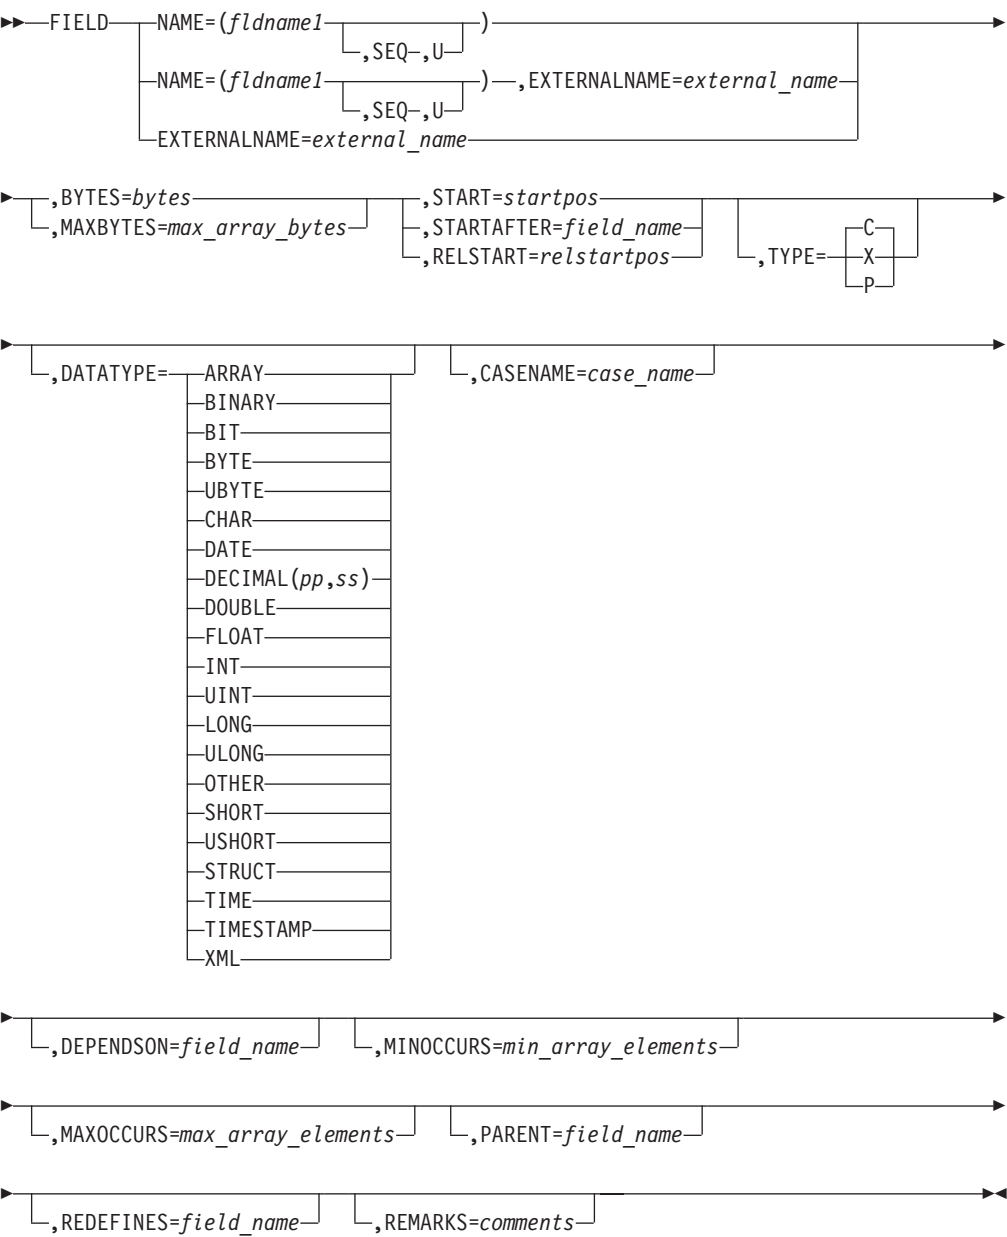 FIELD NAME=(fldname1 )
,SEQ ,U
NAME=(fldname1 ) ,EXTERNALNAME=external_name
,SEQ ,U
EXTERNALNAME=external_name
,BYTES=bytes ,START=startpos
,MAXBYTES=max_array_bytes ,STARTAFTER=field_name
,RELSTART=relstartpos
,TYPE= C
X
P
,DATATYPE= ARRAY ,CASENAME=case_name
BINARY
BIT
BYTE
UBYTE
CHAR
DATE
DECIMAL(pp,ss)
DOUBLE
FLOAT
INT
UINT
LONG
ULONG
OTHER
SHORT
USHORT
STRUCT
TIME
TIMESTAMP
XML
,DEPENDSON=field_name ,MINOCCURS=min_array_elements
,MAXOCCURS=max_array_elements ,PARENT=field_name
,REDEFINES=field_name ,REMARKS=comments